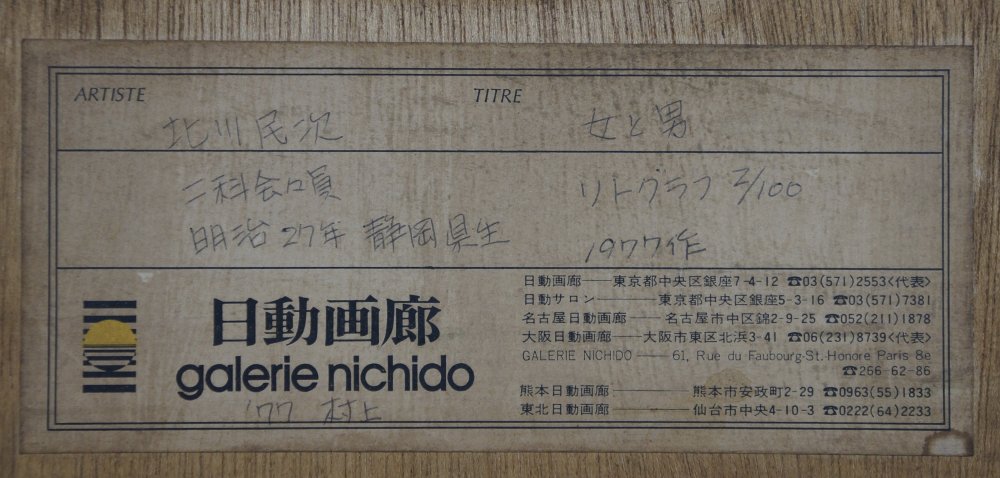 ARTISTE
北川民次
TITRE
女と男
二科会
明治27年 静岡県生
リトグラフ 2/100
1977作
日動画廊
galerie nichido
'77 村上
日動画廊──東京都中央区銀座7-4-12 ☎03(571)2553<代表>
日動サロン──東京都中央区銀座5-3-16 ☎03(571)7381
名古屋日動画廊──名古屋市中区錦2-9-25 ☎052(211)1878
大阪日動画廊──大阪市東区北浜3-41 ☎06(231)8739<代表>
GALERIE NICHIDO──61, Rue du Faubourg-St. Honore Paris 8e
☎266-62-86
熊本日動画廊──熊本市安政町2-29 ☎0963(55)1833
東北日動画廊──仙台市中央4-10-3 ☎0222(64)2233